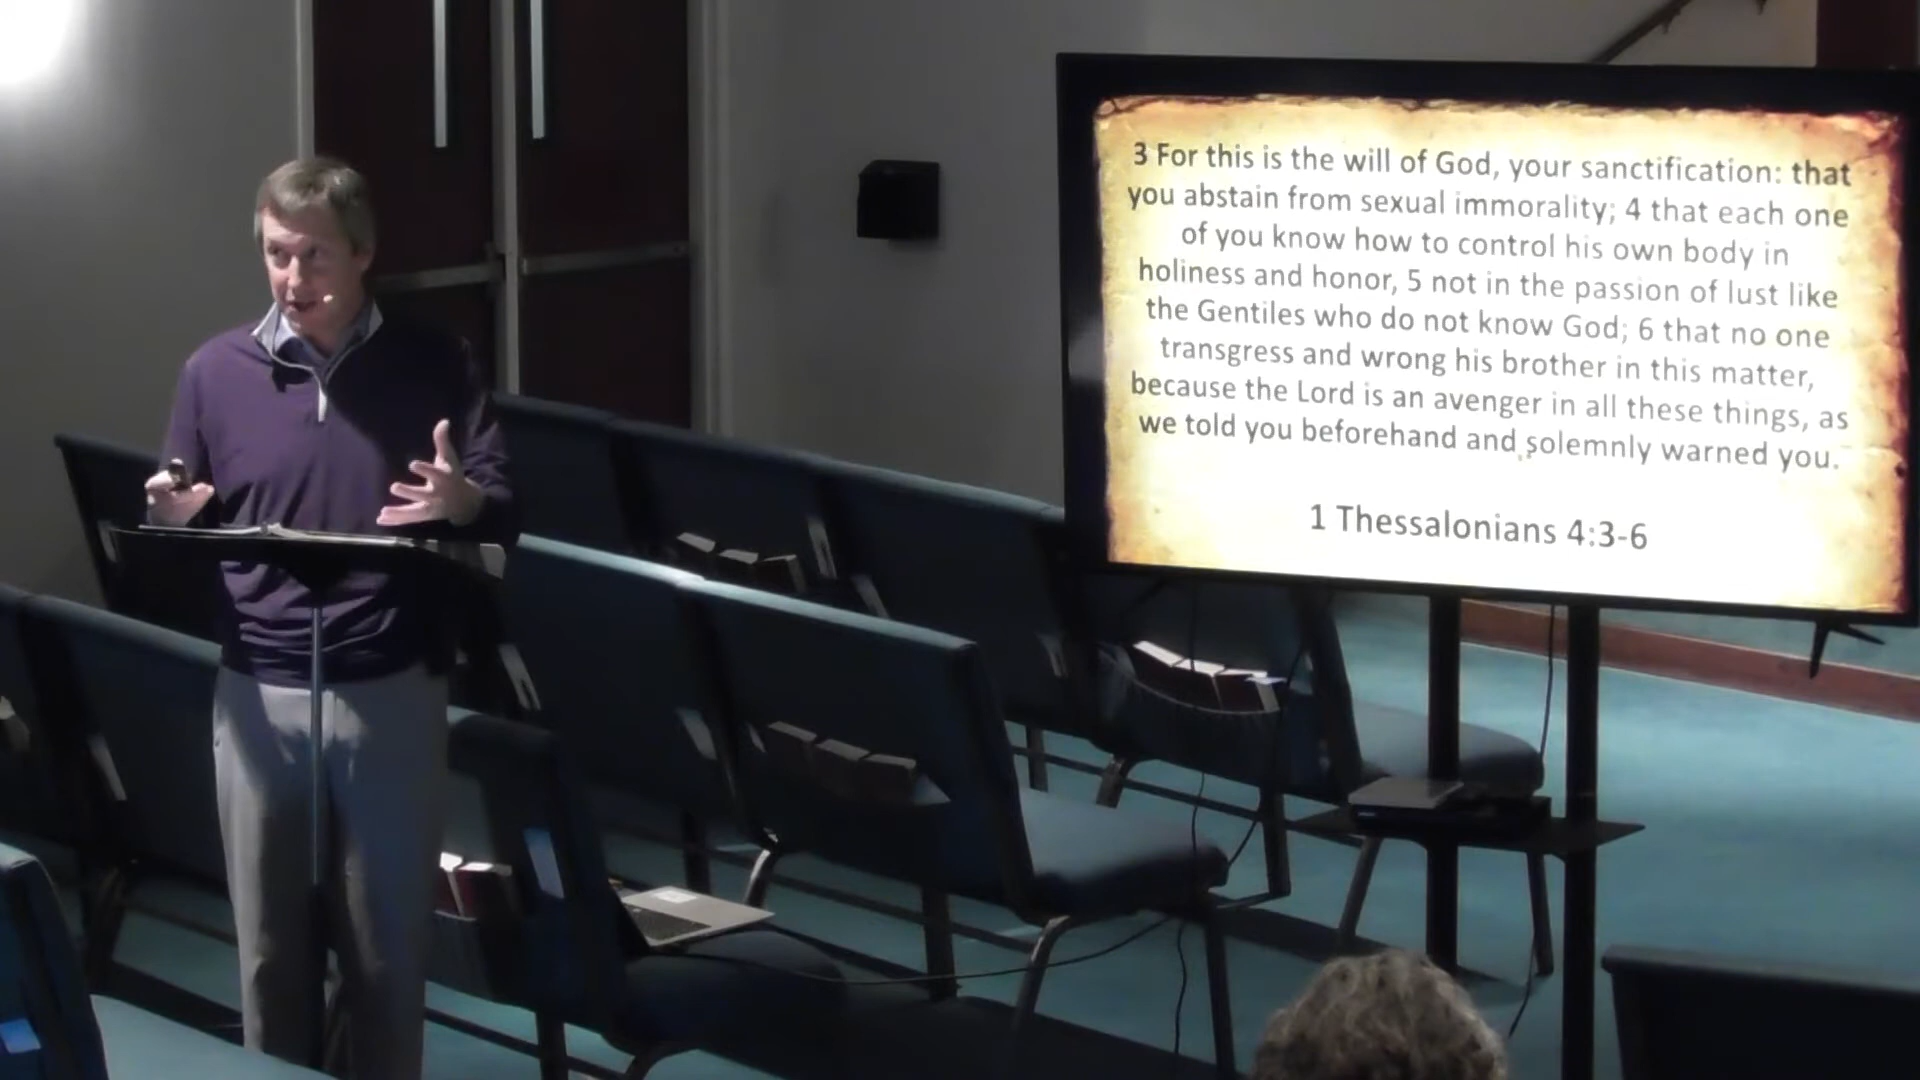 3 For this is the will of God, your sanctification: that
you abstain from sexual immorality; 4 that each one
of you know how to control his own body in
holiness and honor, 5 not in the passion of lust like
the Gentiles who do not know God; 6 that no one
transgress and wrong his brother in this matter,
because the Lord is an avenger in all these things, as
we told you beforehand and solemnly warned you.
1 Thessalonians 4:3-6